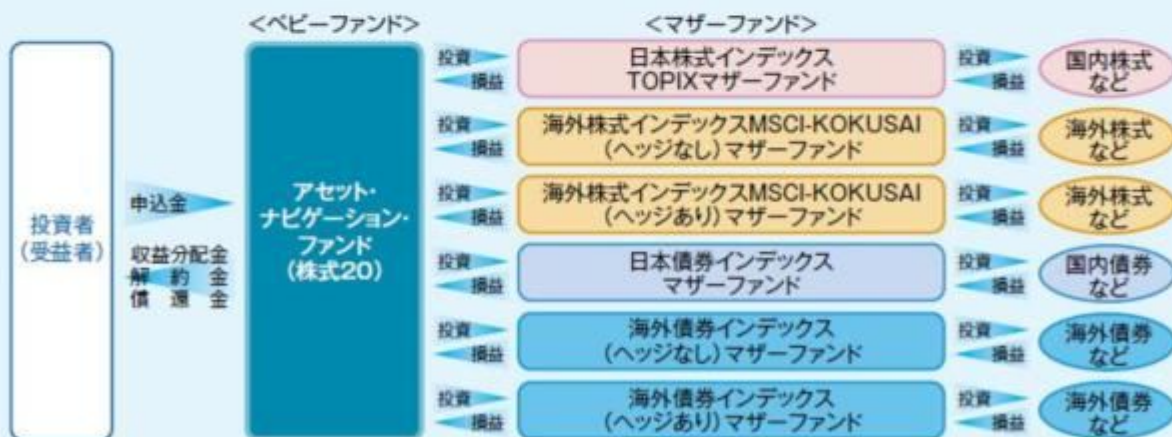 <ベビーファンド>
<マザーファンド>
投資者
(受益者)
申込金
収益分配金
解約金
償還金
アセット・
ナビゲーション・
ファンド
(株式20)
投資
損益
日本株式インデックス
TOPIXマザーファンド
投資
損益
国内株式
など
投資
損益
海外株式インデックスMSCI-KOKUSAI
(ヘッジなし)マザーファンド
投資
損益
海外株式
など
投資
損益
海外株式インデックスMSCI-KOKUSAI
(ヘッジあり)マザーファンド
投資
損益
海外株式
など
投資
損益
日本債券インデックス
マザーファンド
投資
損益
国内債券
など
投資
損益
海外債券インデックス
(ヘッジなし)マザーファンド
投資
損益
海外債券
など
投資
損益
海外債券インデックス
(ヘッジあり)マザーファンド
投資
損益
海外債券
など